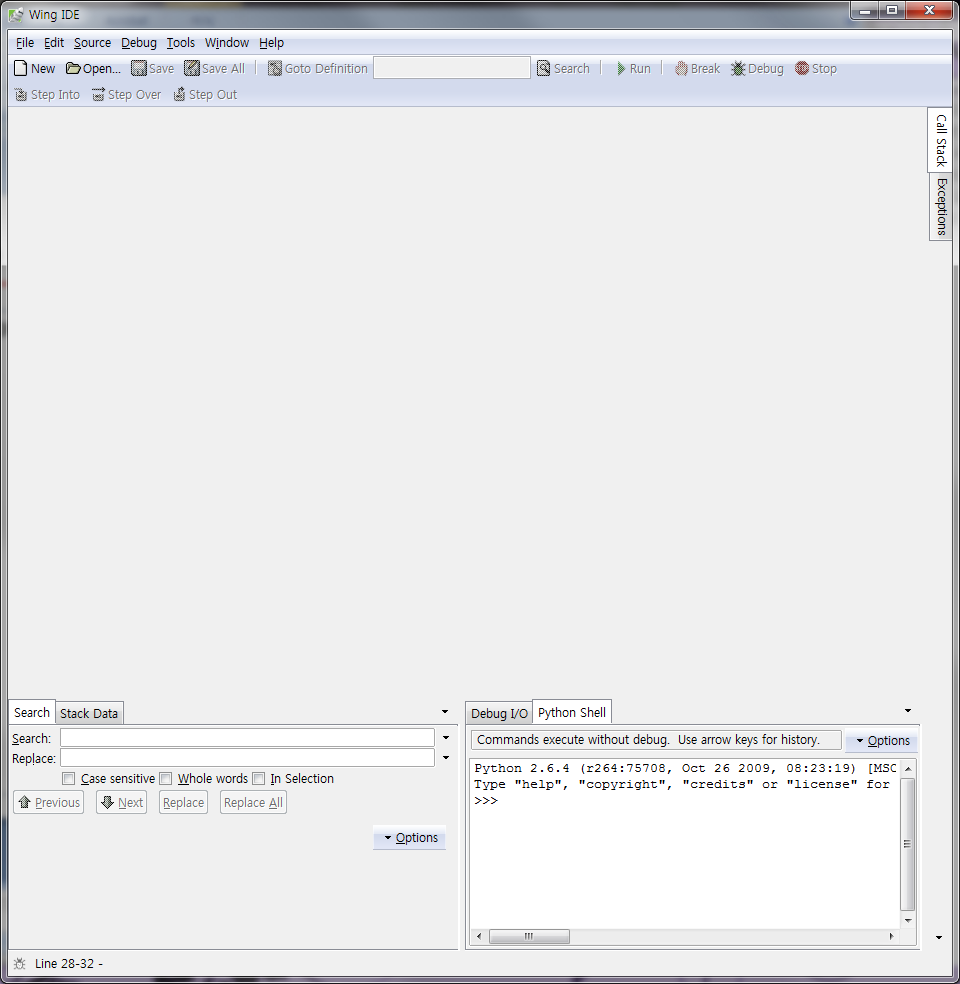 Wing IDE
File Edit Source Debug Tools Window Help
New Open... Save Save All Goto Definition Search Run Break Debug Stop
Step Into Step Over Step Out
Call Stack
Exceptions
Search Stack Data
Search:
Replace:
Case sensitive Whole words In Selection
Previous Next Replace Replace All
Options
Debug I/O Python Shell
Commands execute without debug. Use arrow keys for history. Options
Python 2.6.4 (r264:75708, Oct 26 2009, 08:23:19) [MSC
Type "help", "copyright", "credits" or "license" for
>>>
Line 28-32 -